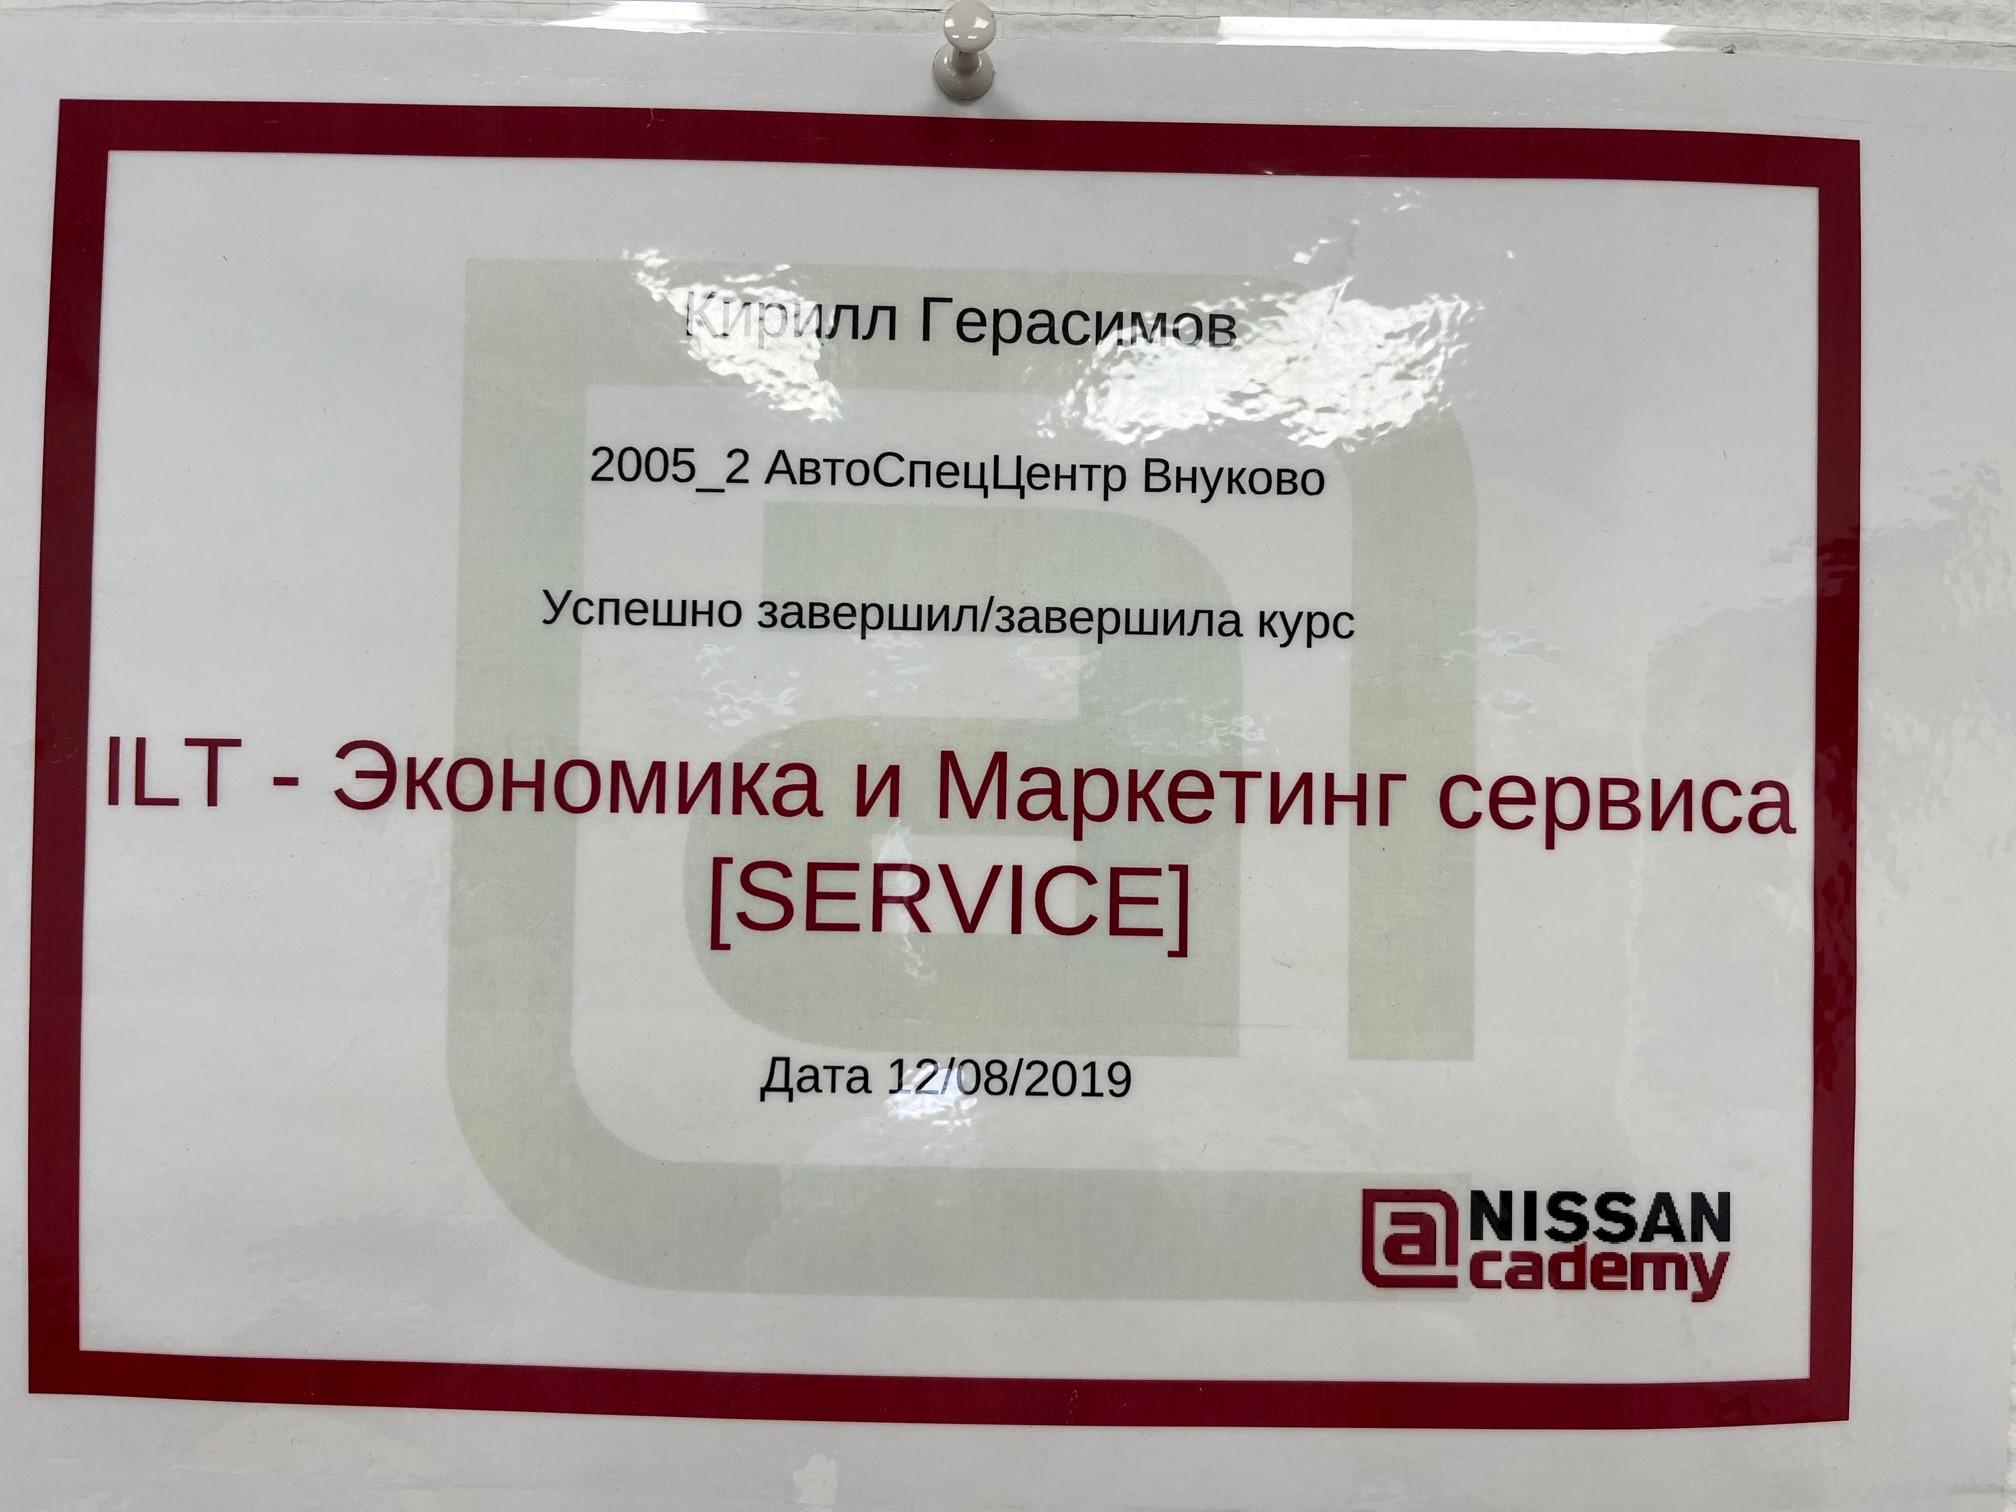 Кирилл Герасимов
2005_2 АвтоСпецЦентр Внуково
Успешно завершил/завершила курс
ILT - Экономика и Маркетинг сервиса
[SERVICE]
Дата 12/08/2019
a NISSAN
cademy